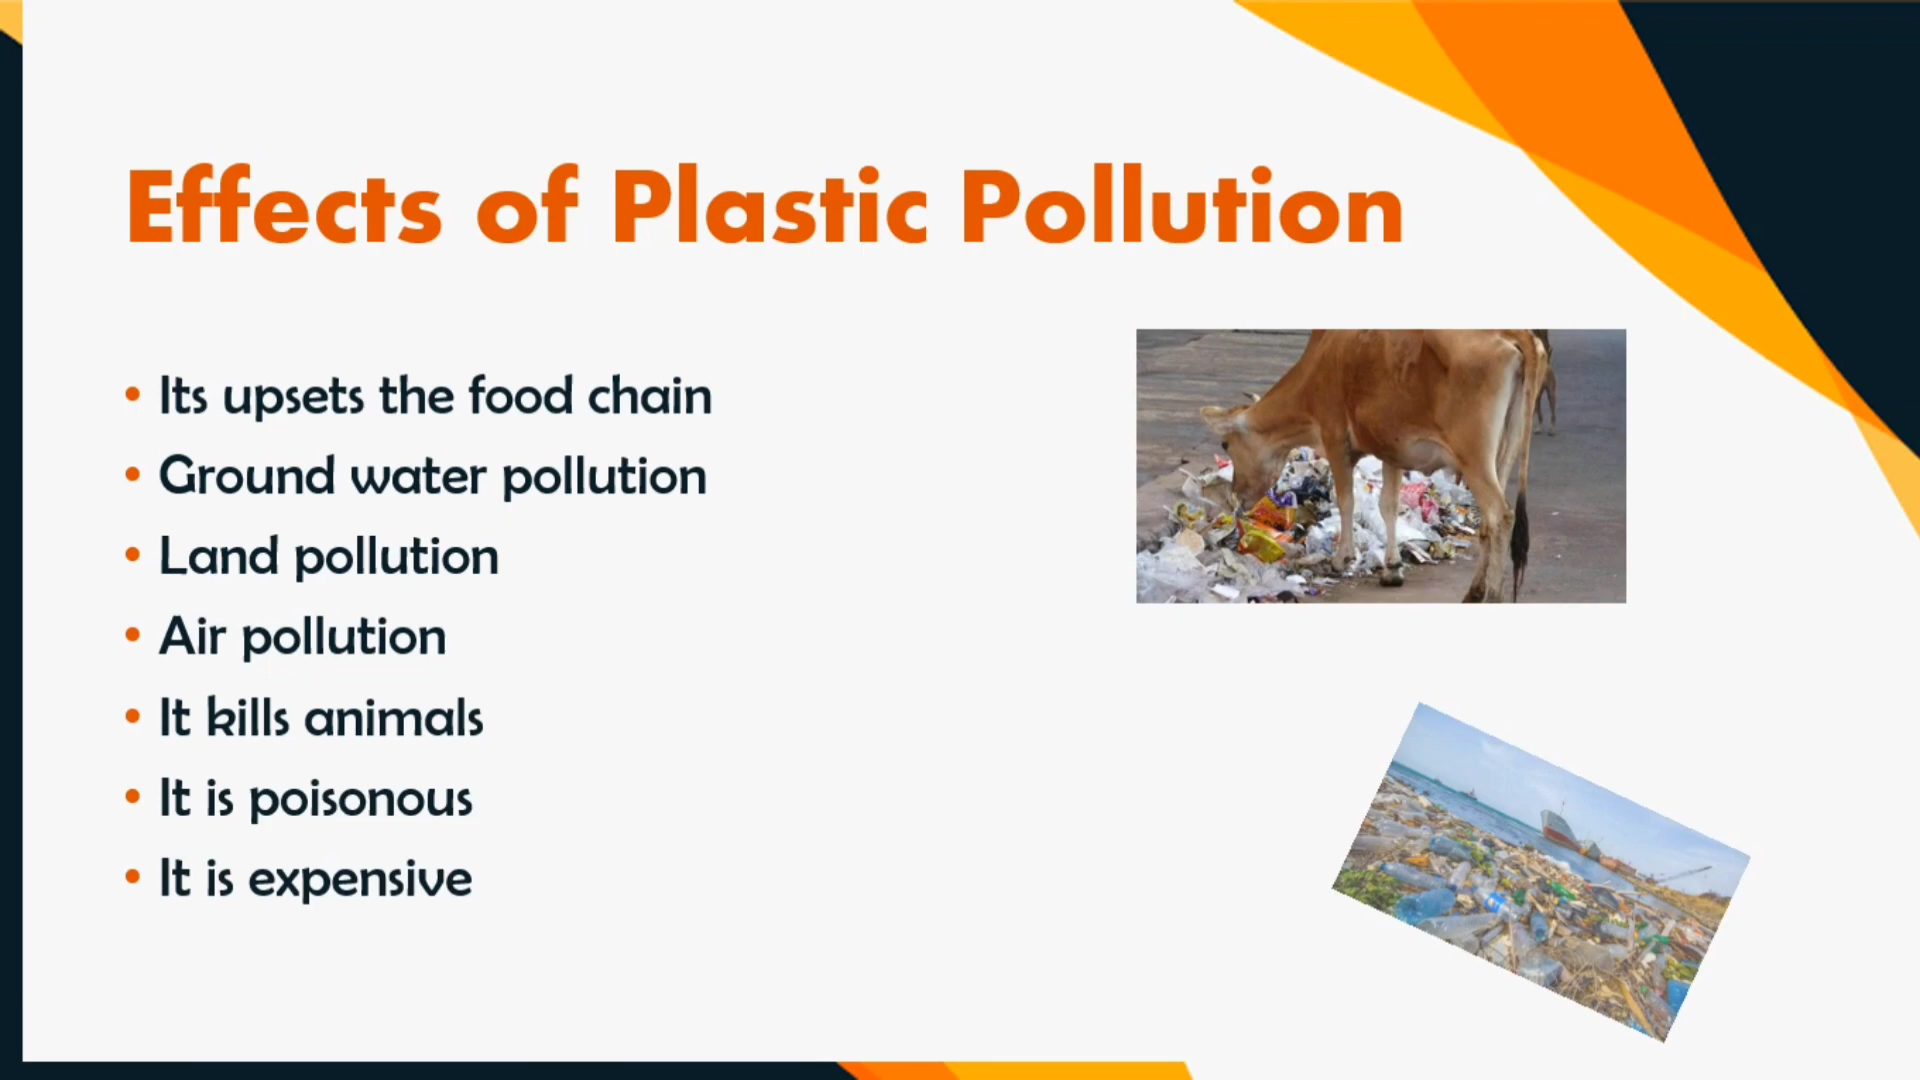 Effects of Plastic Pollution
• Its upsets the food chain
• Ground water pollution
• Land pollution
• Air pollution
• It kills animals
• It is poisonous
• It is expensive